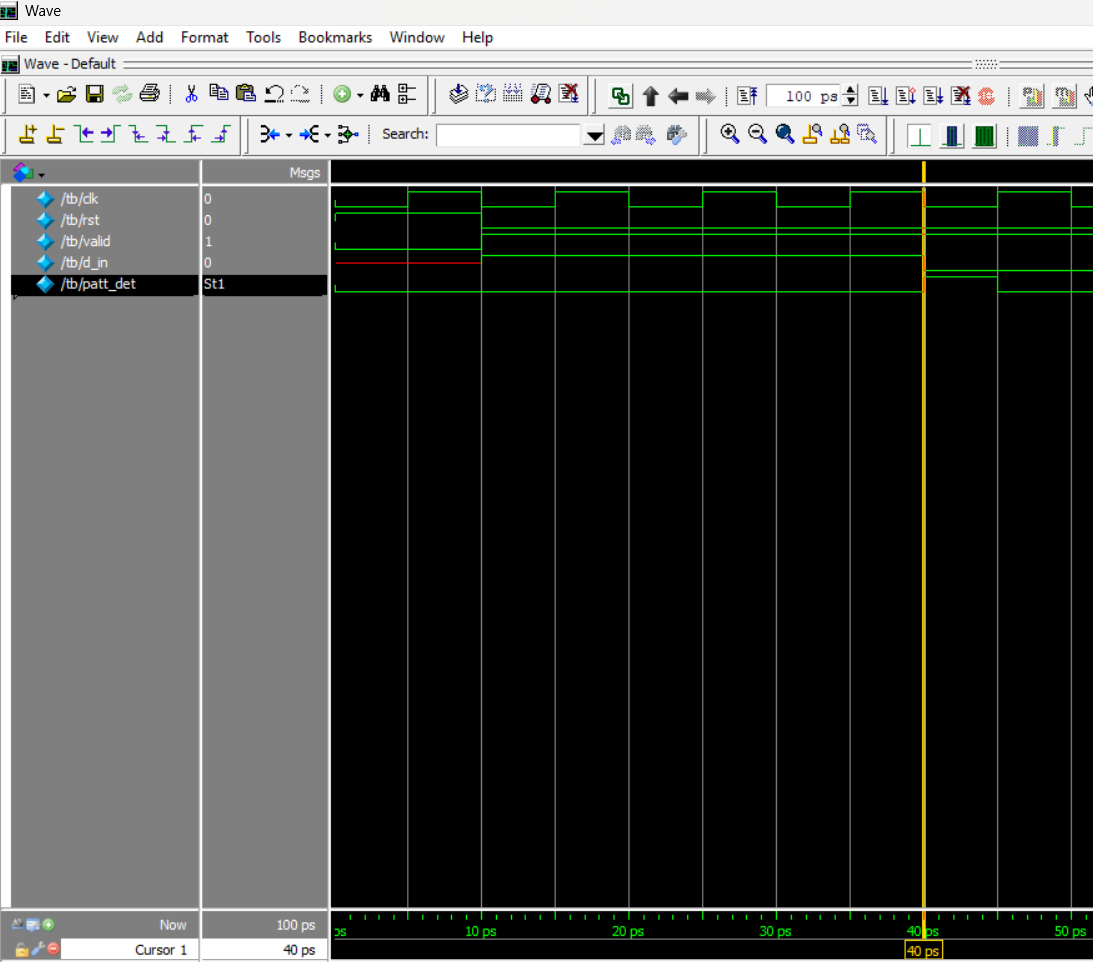 Wave
File Edit View Add Format Tools Bookmarks Window Help
Wave - Default
100 ps
Search:
Msgs
/tb/clk 0
/tb/rst 0
/tb/valid 1
/tb/d_in 0
/tb/patt_det St1
Now 100 ps
ps 10 ps 20 ps 30 ps 40 ps 50 ps
Cursor 1 40 ps
40 ps